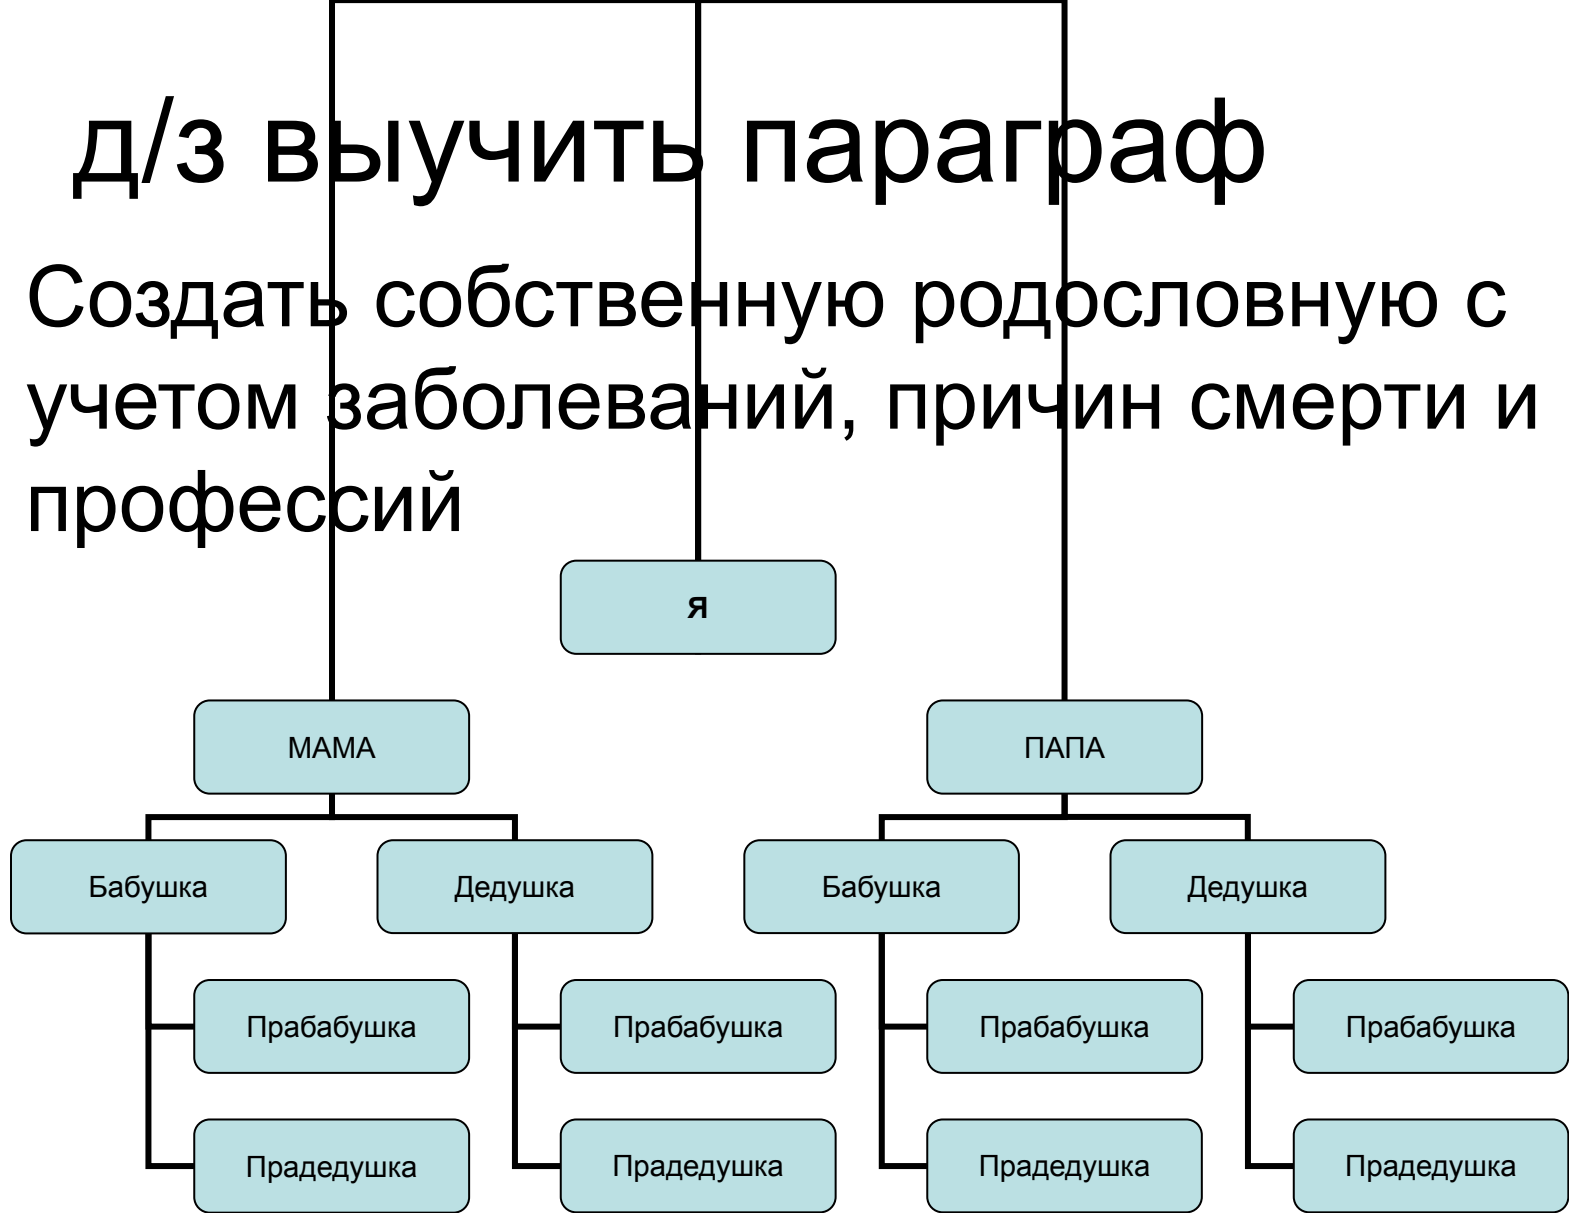 д/з выучить параграф
Создать собственную родословную с
учетом заболеваний, причин смерти и
профессий
Я
МАМА
ПАПА
Бабушка
Дедушка
Бабушка
Дедушка
Прабабушка
Прабабушка
Прабабушка
Прабабушка
Прадедушка
Прадедушка
Прадедушка
Прадедушка